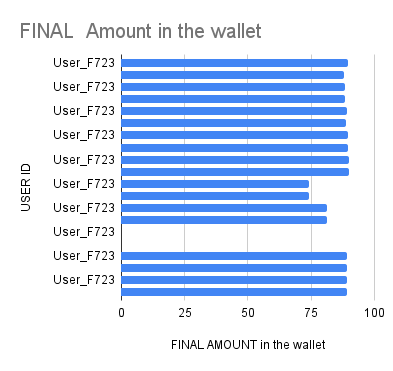 FINAL  Amount in the wallet
USER ID
User_F723
User_F723
User_F723
User_F723
User_F723
User_F723
User_F723
User_F723
User_F723
User_F723
0 25 50 75 100
FINAL AMOUNT in the wallet